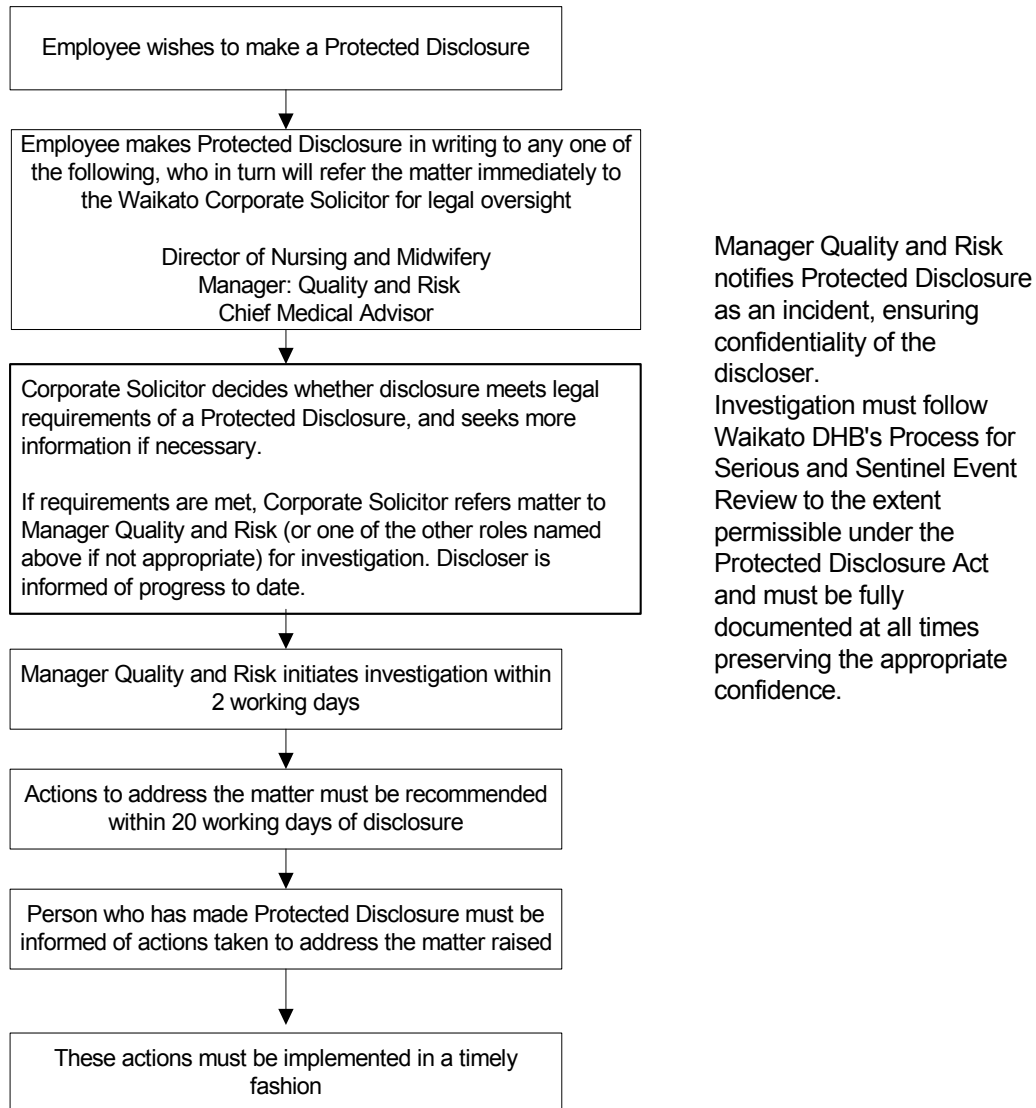 Employee wishes to make a Protected Disclosure
Employee makes Protected Disclosure in writing to any one of
the following, who in turn will refer the matter immediately to
the Waikato Corporate Solicitor for legal oversight
Director of Nursing and Midwifery
Manager: Quality and Risk
Chief Medical Advisor
Corporate Solicitor decides whether disclosure meets legal
requirements of a Protected Disclosure, and seeks more
information if necessary.
If requirements are met, Corporate Solicitor refers matter to
Manager Quality and Risk (or one of the other roles named
above if not appropriate) for investigation. Discloser is
informed of progress to date.
Manager Quality and Risk initiates investigation within
2 working days
Actions to address the matter must be recommended
within 20 working days of disclosure
Person who has made Protected Disclosure must be
informed of actions taken to address the matter raised
These actions must be implemented in a timely
fashion
Manager Quality and Risk
notifies Protected Disclosure
as an incident, ensuring
confidentiality of the
discloser.
Investigation must follow
Waikato DHB's Process for
Serious and Sentinel Event
Review to the extent
permissible under the
Protected Disclosure Act
and must be fully
documented at all times
preserving the appropriate
confidence.